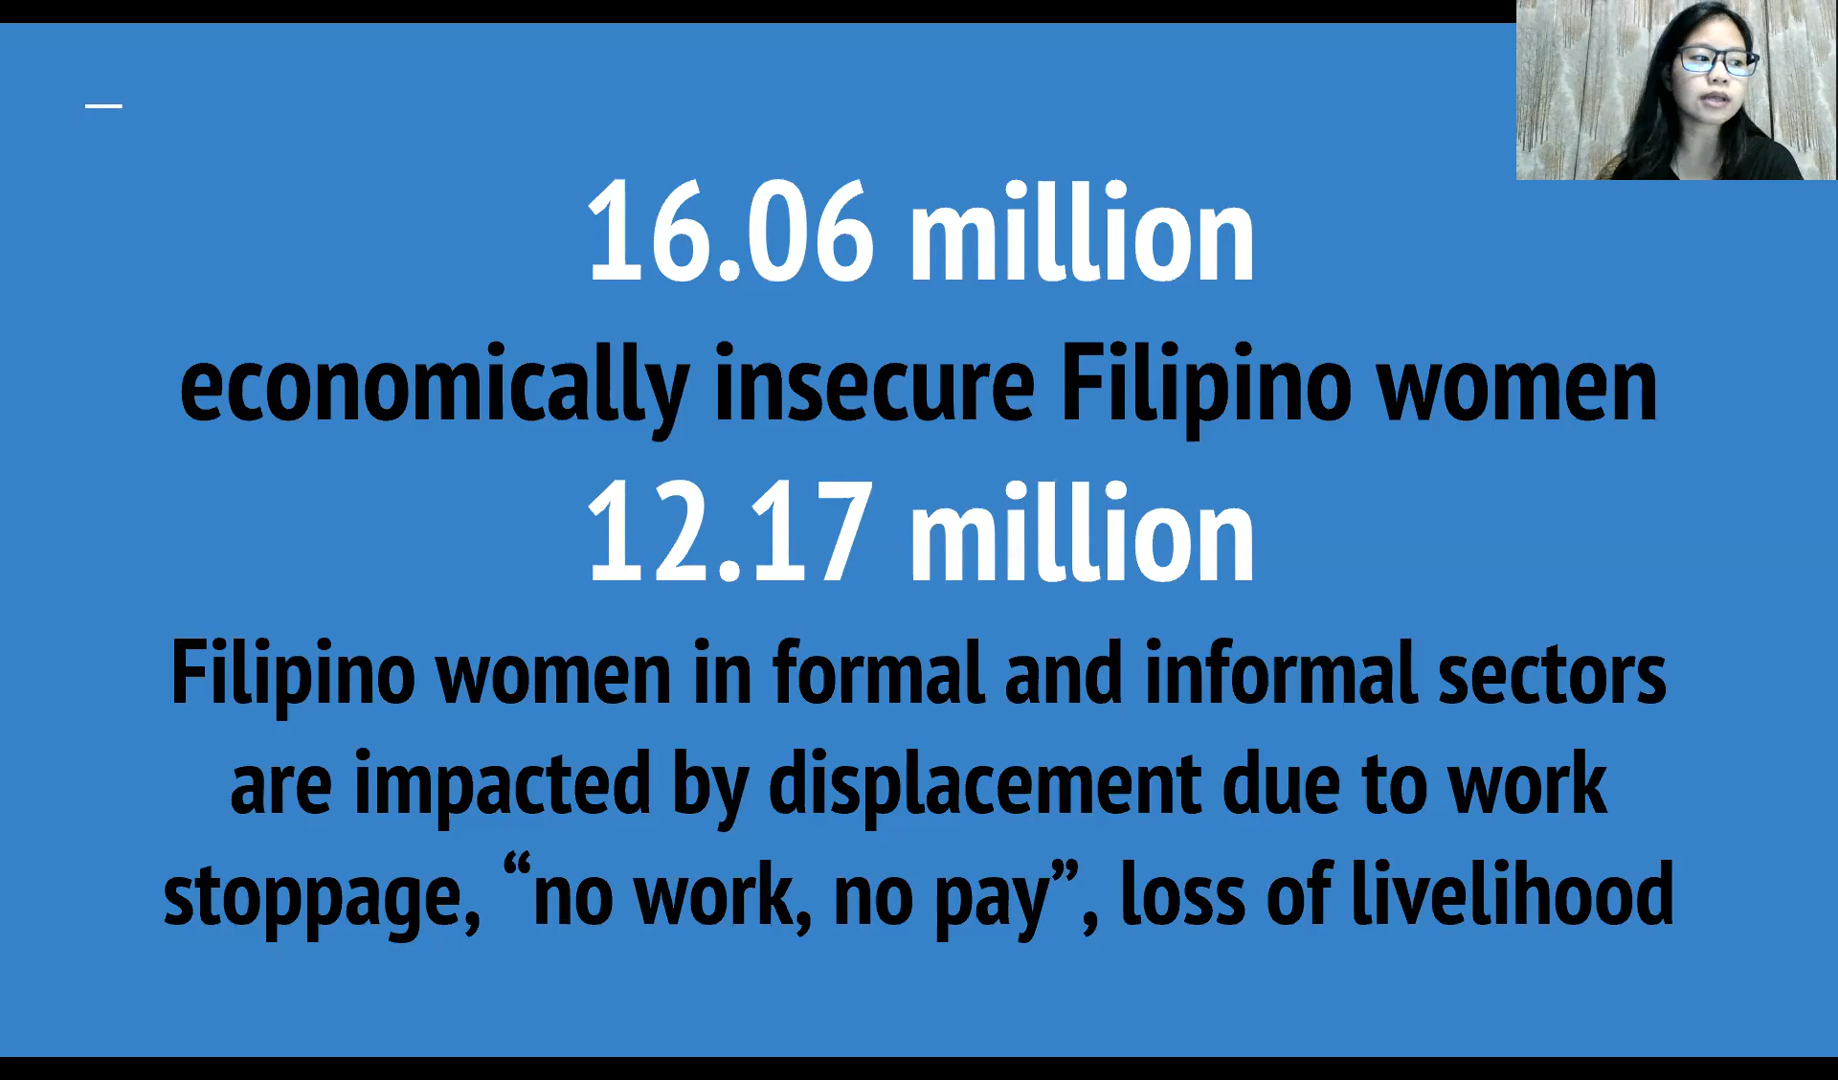 16.06 million
economically insecure Filipino women
12.17 million
Filipino women in formal and informal sectors
are impacted by displacement due to work
stoppage, “no work, no pay”, loss of livelihood